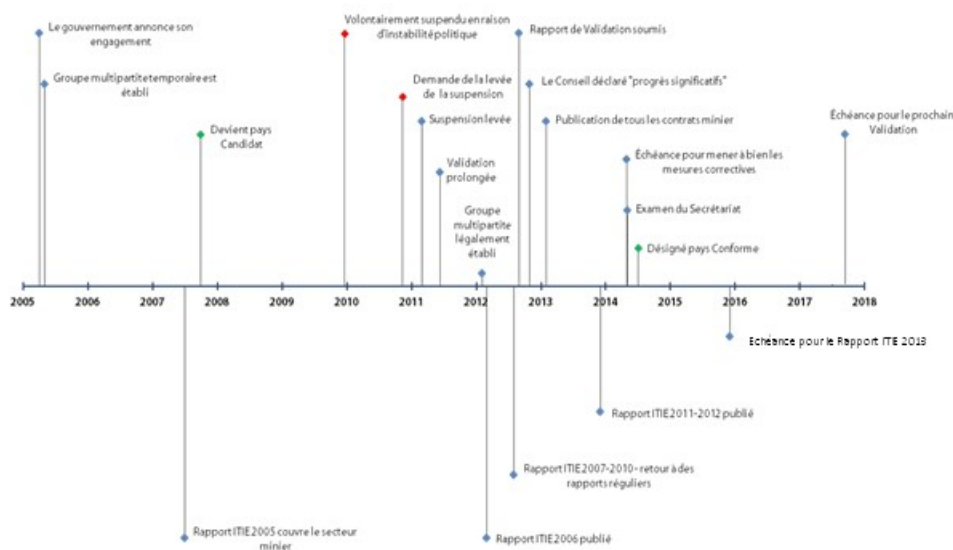 Le gouvernement annonce son
engagement
Groupe multipartite temporaire est
établi
Devient pays
Candidat
Volontairement suspendu en raison
d'instabilité politique
Demande de la levée
de la suspension
Suspension levée
Validation
prolongée
Groupe
multipartite
légalement
établi
Rapport de Validation soumis
Le Conseil déclaré "progrès significatifs"
Publication de tous les contrats minier
Échéance pour mener à bien les
mesures correctives
Examen du Secrétariat
Désigné pays Conforme
Échéance pour le prochain
Validation
2005 2006 2007 2008 2009 2010 2011 2012 2013 2014 2015 2016 2017 2018
Echéance pour le Rapport ITIE 2013
Rapport ITIE 2011-2012 publié
Rapport ITIE 2007-2010 - retour à des
rapports réguliers
Rapport ITIE 2005 couvre le secteur
minier
Rapport ITIE 2006 publié